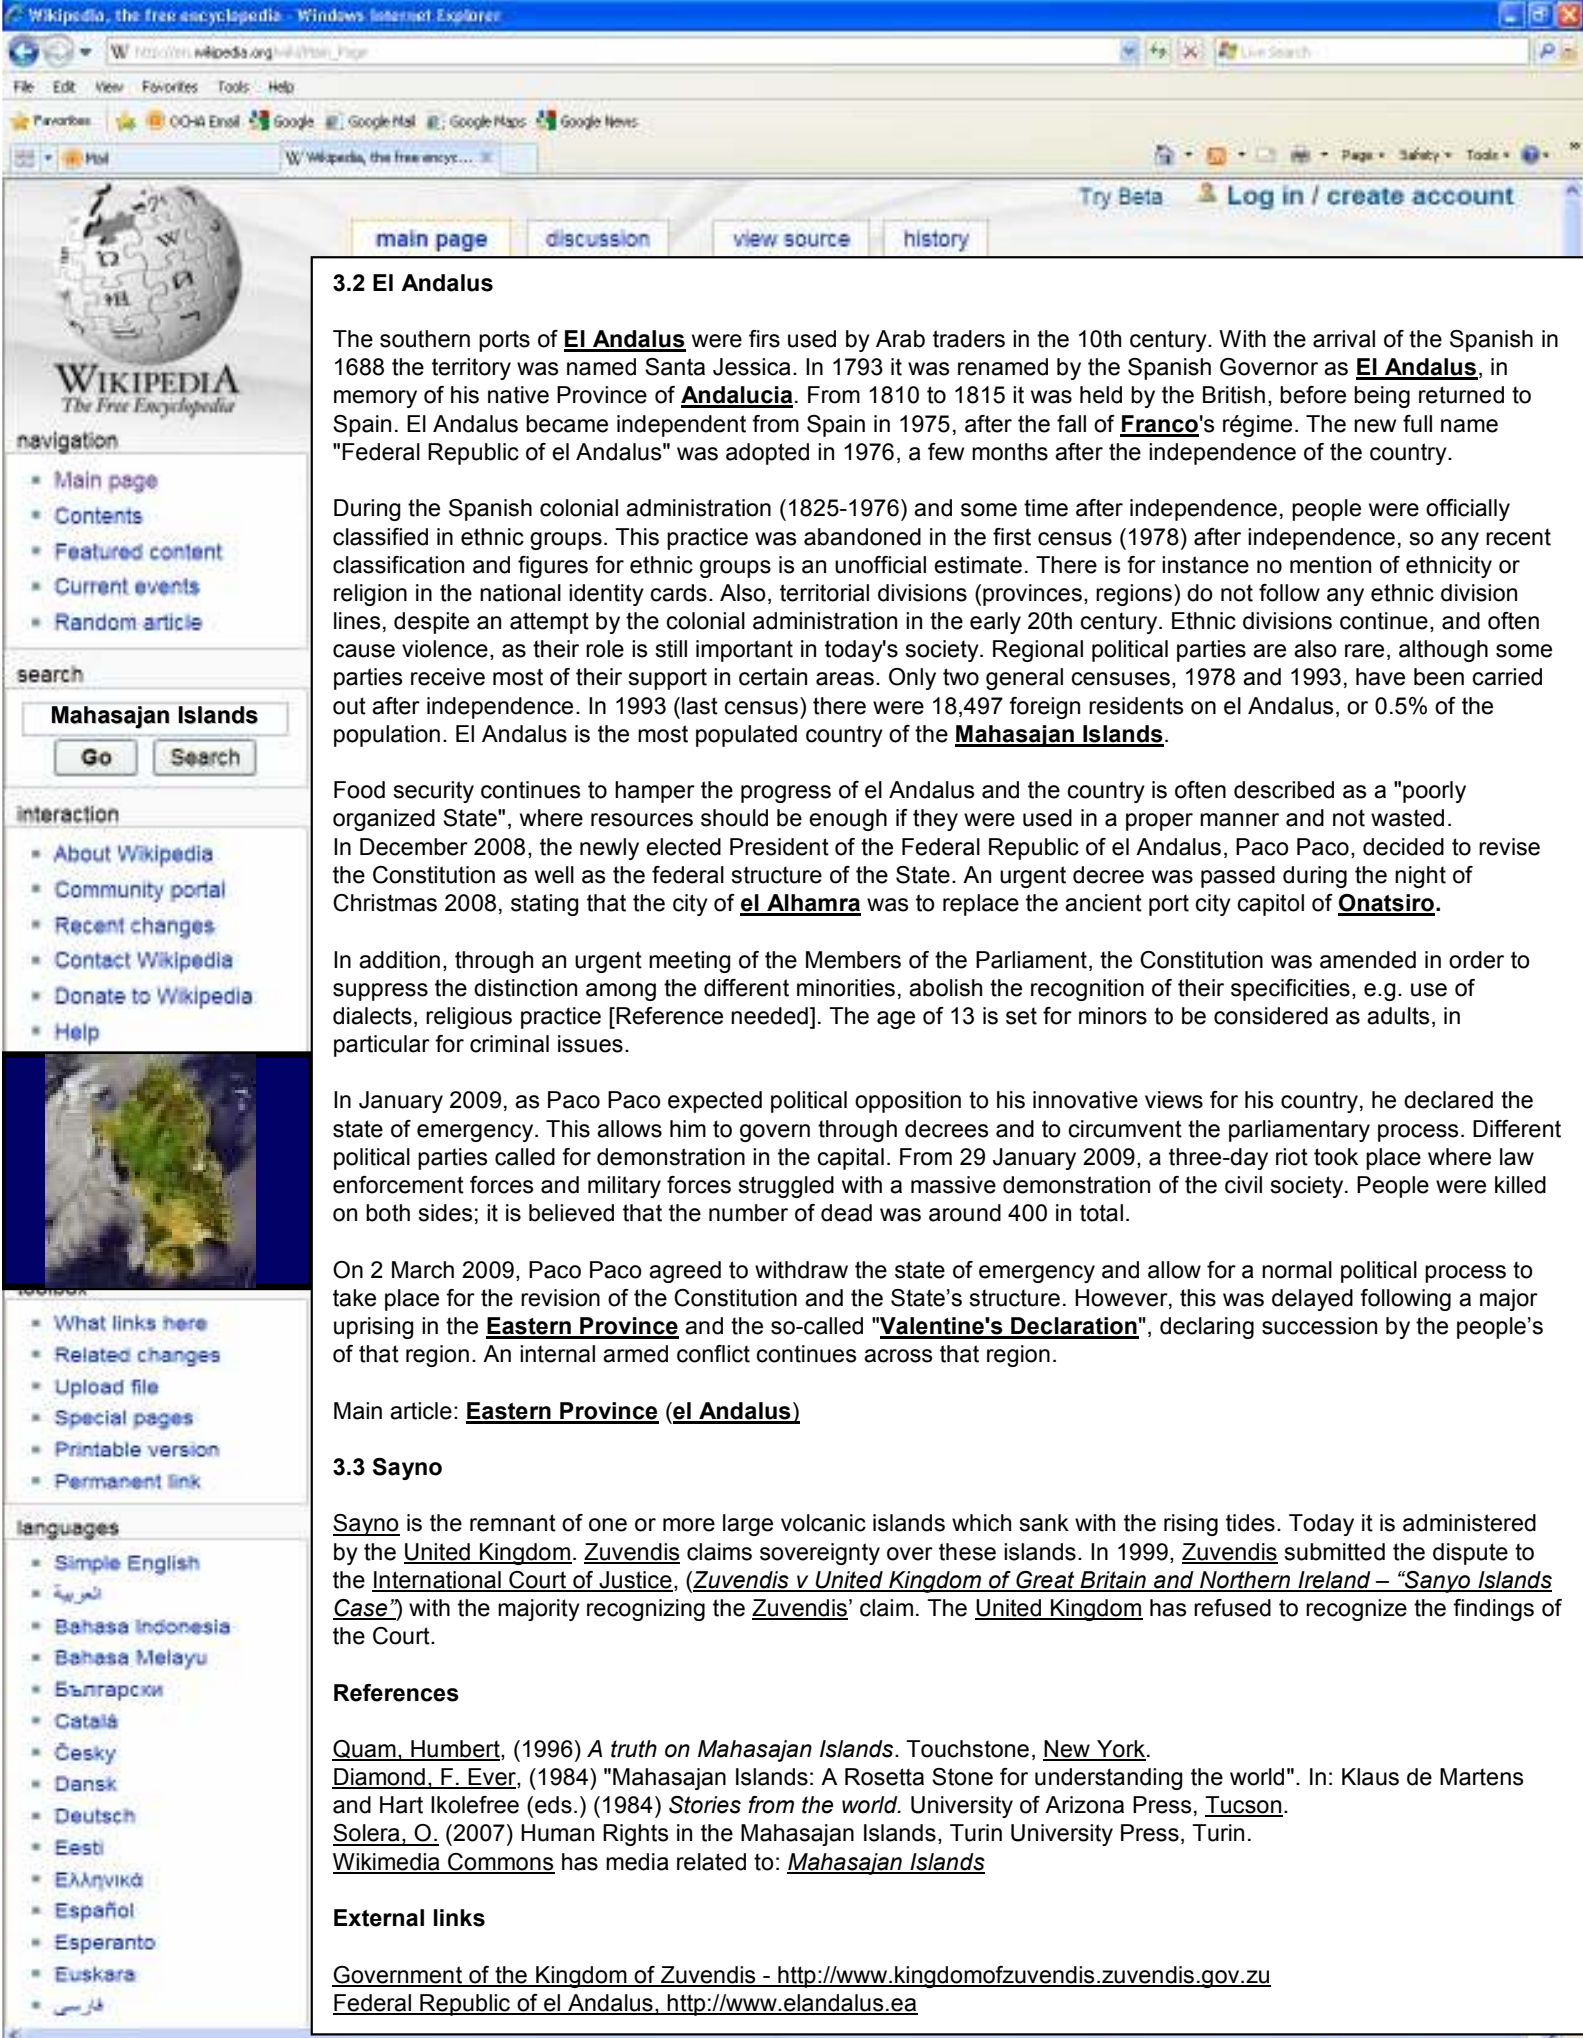 Wikipedia, the free encyclopedia - Windows Internet Explorer
W http://en.wikipedia.org/wiki/Main_Page
Live Search
File Edit View Favorites Tools Help
Favorites OCHA Email Google Google Mail Google Maps Google News
Mail
W Wikipedia, the free encyc...
Page Safety Tools
Try Beta Log in / create account
main page discussion view source history
WIKIPEDIA
The Free Encyclopedia
navigation
Main page
Contents
Featured content
Current events
Random article
search
Mahasajan Islands
Go Search
interaction
About Wikipedia
Community portal
Recent changes
Contact Wikipedia
Donate to Wikipedia
Help
toolbox
What links here
Related changes
Upload file
Special pages
Printable version
Permanent link
languages
Simple English
العربية
Bahasa Indonesia
Bahasa Melayu
Български
Català
Česky
Dansk
Deutsch
Eesti
Ελληνικά
Español
Esperanto
Euskara
فارسی
3.2 El Andalus
The southern ports of El Andalus were firs used by Arab traders in the 10th century. With the arrival of the Spanish in
1688 the territory was named Santa Jessica. In 1793 it was renamed by the Spanish Governor as El Andalus, in
memory of his native Province of Andalucia. From 1810 to 1815 it was held by the British, before being returned to
Spain. El Andalus became independent from Spain in 1975, after the fall of Franco's régime. The new full name
"Federal Republic of el Andalus" was adopted in 1976, a few months after the independence of the country.
During the Spanish colonial administration (1825-1976) and some time after independence, people were officially
classified in ethnic groups. This practice was abandoned in the first census (1978) after independence, so any recent
classification and figures for ethnic groups is an unofficial estimate. There is for instance no mention of ethnicity or
religion in the national identity cards. Also, territorial divisions (provinces, regions) do not follow any ethnic division
lines, despite an attempt by the colonial administration in the early 20th century. Ethnic divisions continue, and often
cause violence, as their role is still important in today's society. Regional political parties are also rare, although some
parties receive most of their support in certain areas. Only two general censuses, 1978 and 1993, have been carried
out after independence. In 1993 (last census) there were 18,497 foreign residents on el Andalus, or 0.5% of the
population. El Andalus is the most populated country of the Mahasajan Islands.
Food security continues to hamper the progress of el Andalus and the country is often described as a "poorly
organized State", where resources should be enough if they were used in a proper manner and not wasted.
In December 2008, the newly elected President of the Federal Republic of el Andalus, Paco Paco, decided to revise
the Constitution as well as the federal structure of the State. An urgent decree was passed during the night of
Christmas 2008, stating that the city of el Alhamra was to replace the ancient port city capitol of Onatsiro.
In addition, through an urgent meeting of the Members of the Parliament, the Constitution was amended in order to
suppress the distinction among the different minorities, abolish the recognition of their specificities, e.g. use of
dialects, religious practice [Reference needed]. The age of 13 is set for minors to be considered as adults, in
particular for criminal issues.
In January 2009, as Paco Paco expected political opposition to his innovative views for his country, he declared the
state of emergency. This allows him to govern through decrees and to circumvent the parliamentary process. Different
political parties called for demonstration in the capital. From 29 January 2009, a three-day riot took place where law
enforcement forces and military forces struggled with a massive demonstration of the civil society. People were killed
on both sides; it is believed that the number of dead was around 400 in total.
On 2 March 2009, Paco Paco agreed to withdraw the state of emergency and allow for a normal political process to
take place for the revision of the Constitution and the State’s structure. However, this was delayed following a major
uprising in the Eastern Province and the so-called "Valentine's Declaration", declaring succession by the people’s
of that region. An internal armed conflict continues across that region.
Main article: Eastern Province (el Andalus)
3.3 Sayno
Sayno is the remnant of one or more large volcanic islands which sank with the rising tides. Today it is administered
by the United Kingdom. Zuvendis claims sovereignty over these islands. In 1999, Zuvendis submitted the dispute to
the International Court of Justice, (Zuvendis v United Kingdom of Great Britain and Northern Ireland – “Sanyo Islands
Case”) with the majority recognizing the Zuvendis’ claim. The United Kingdom has refused to recognize the findings of
the Court.
References
Quam, Humbert, (1996) A truth on Mahasajan Islands. Touchstone, New York.
Diamond, F. Ever, (1984) "Mahasajan Islands: A Rosetta Stone for understanding the world". In: Klaus de Martens
and Hart Ikolefree (eds.) (1984) Stories from the world. University of Arizona Press, Tucson.
Solera, O. (2007) Human Rights in the Mahasajan Islands, Turin University Press, Turin.
Wikimedia Commons has media related to: Mahasajan Islands
External links
Government of the Kingdom of Zuvendis - http://www.kingdomofzuvendis.zuvendis.gov.zu
Federal Republic of el Andalus, http://www.elandalus.ea